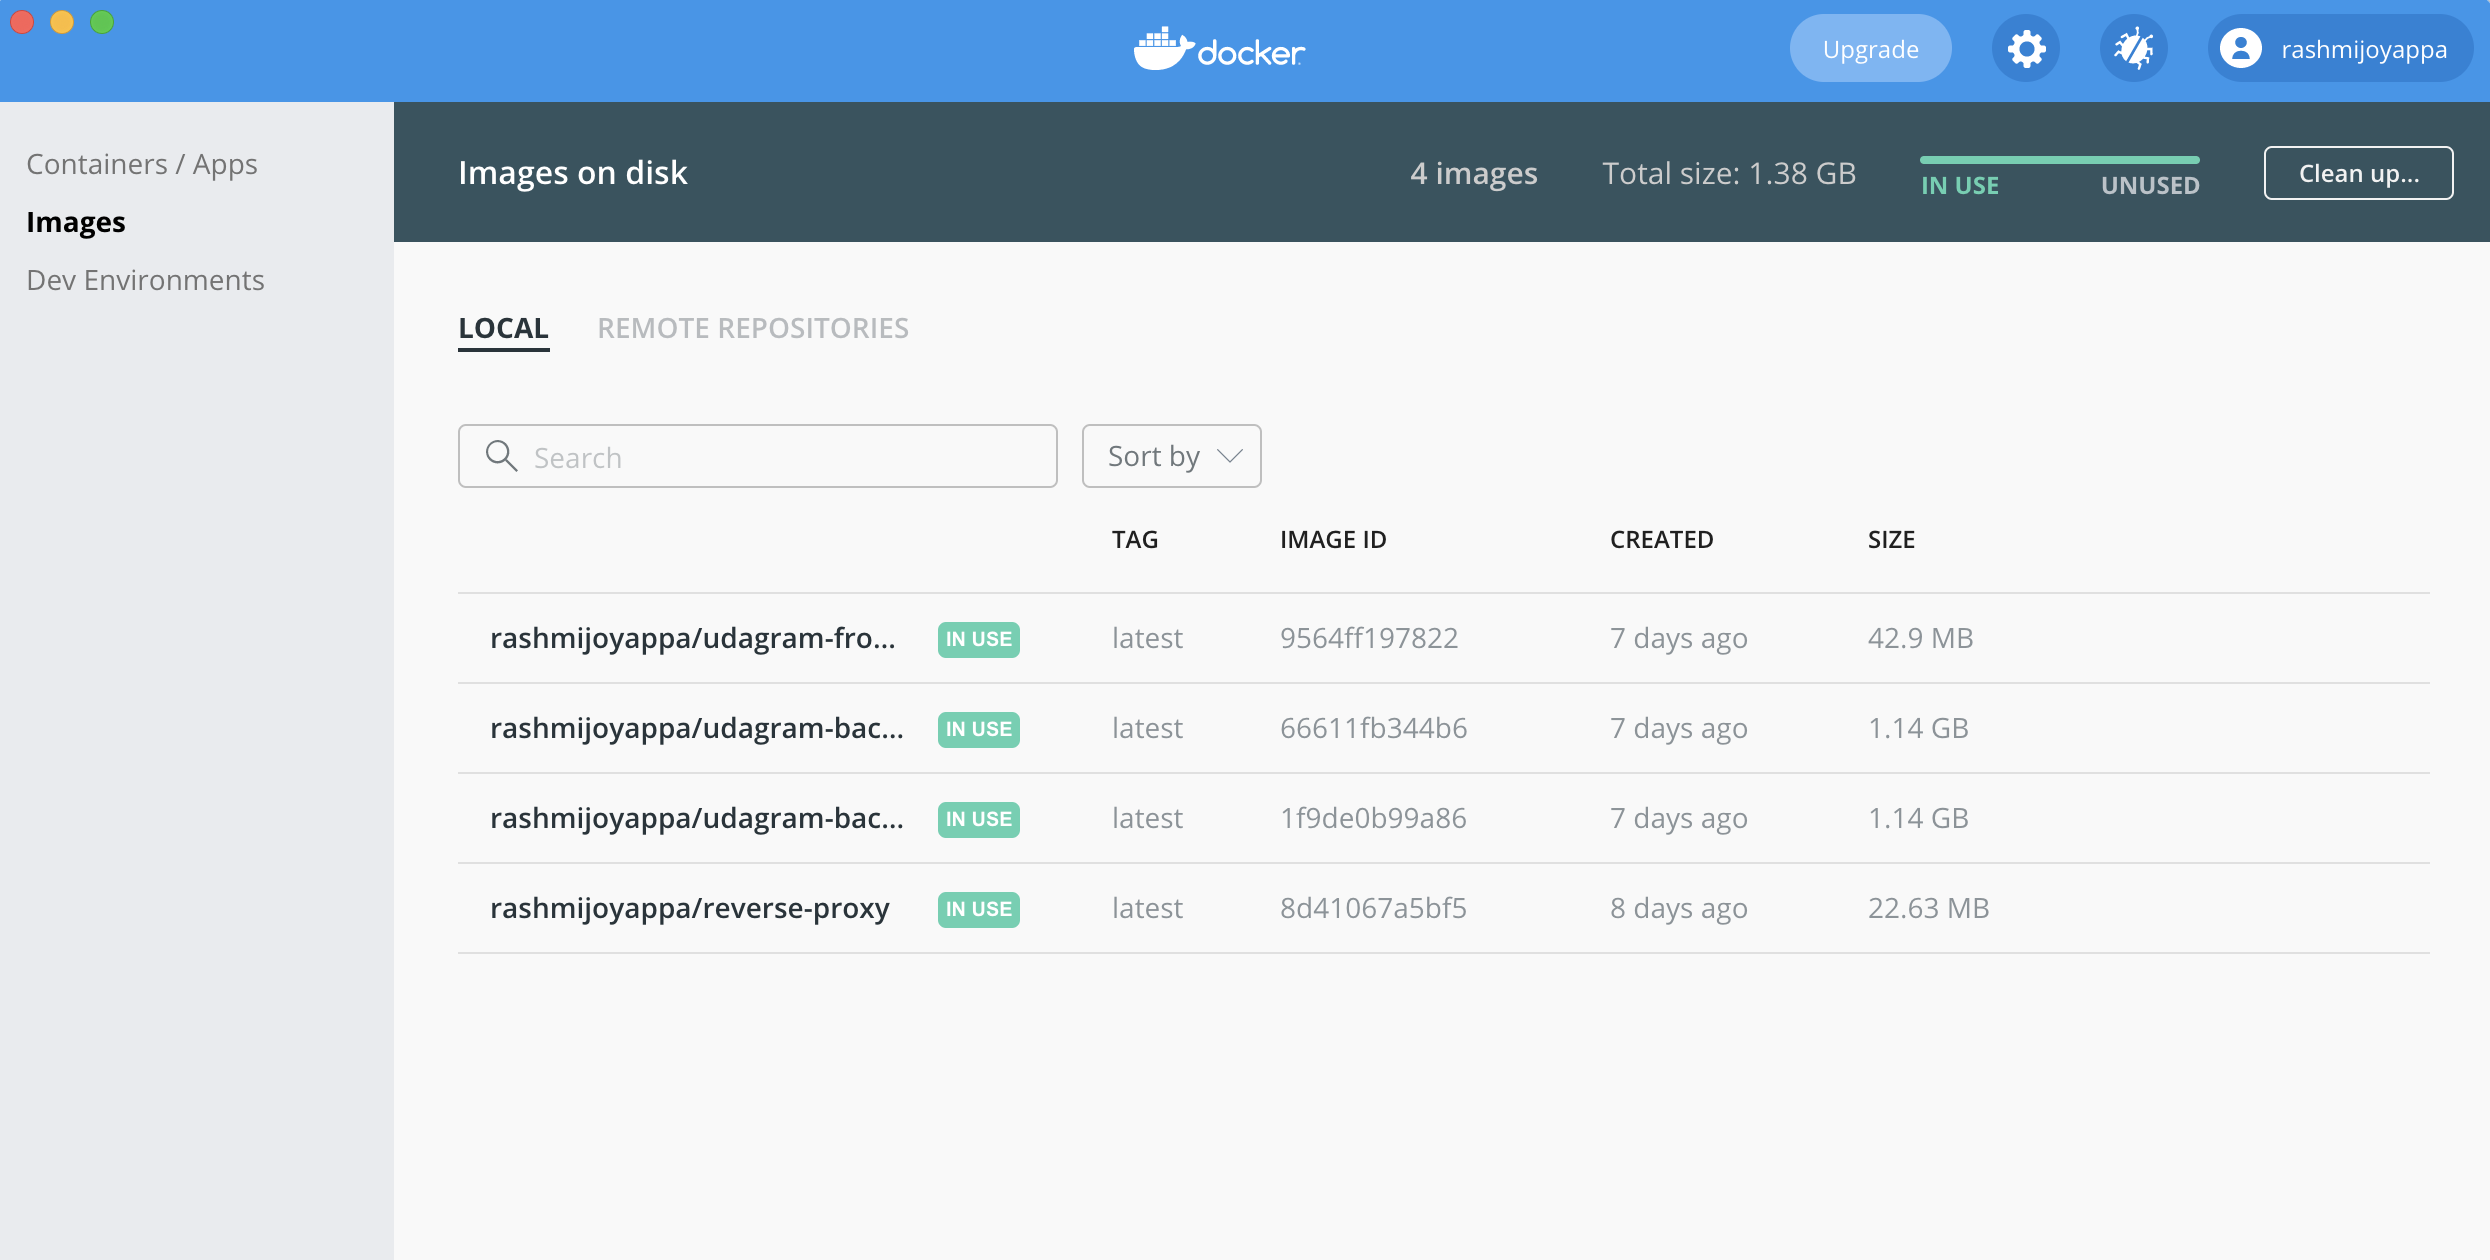 docker
Upgrade
rashmijoyappa
Containers / Apps
Images
Dev Environments
Images on disk
4 images
Total size: 1.38 GB
IN USE
UNUSED
Clean up...
LOCAL
REMOTE REPOSITORIES
Search
Sort by
TAG IMAGE ID CREATED SIZE
rashmijoyappa/udagram-fro... IN USE latest 9564ff197822 7 days ago 42.9 MB
rashmijoyappa/udagram-bac... IN USE latest 66611fb344b6 7 days ago 1.14 GB
rashmijoyappa/udagram-bac... IN USE latest 1f9de0b99a86 7 days ago 1.14 GB
rashmijoyappa/reverse-proxy IN USE latest 8d41067a5bf5 8 days ago 22.63 MB